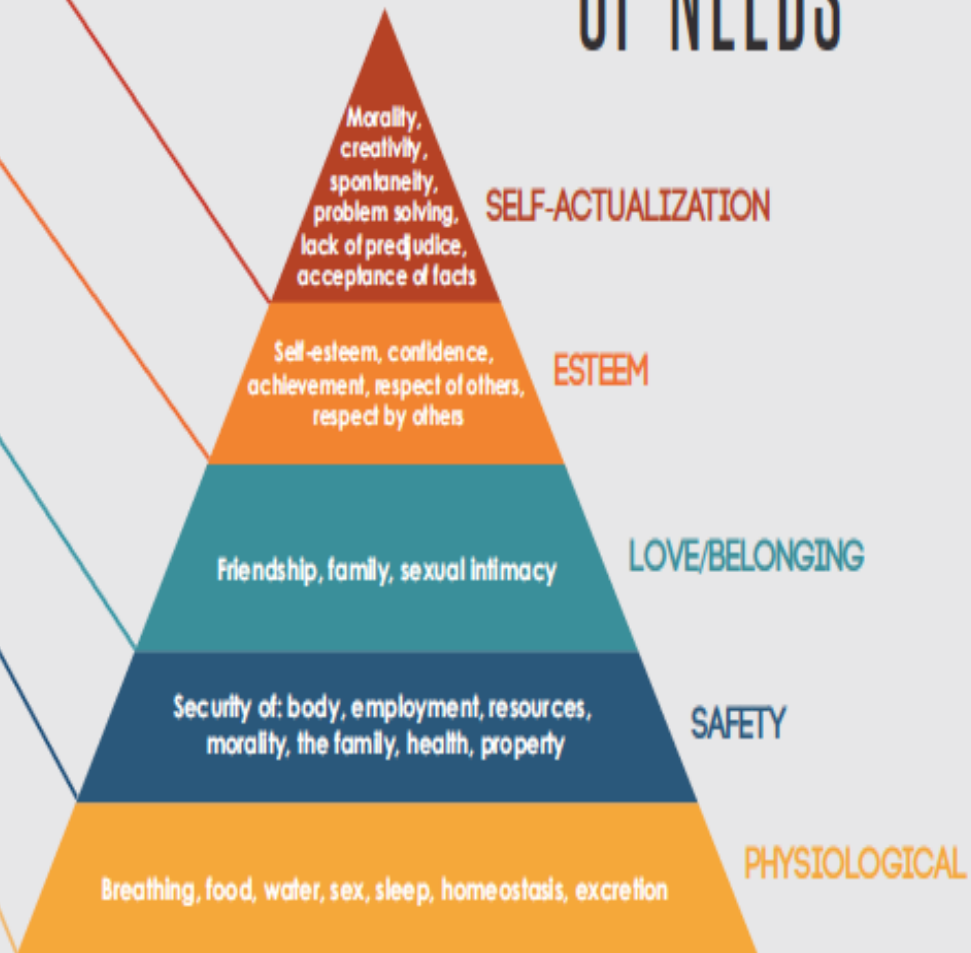 OF NEEDS
Morality,
creativity,
spontaneity,
problem solving,
lack of predjudice,
acceptance of facts
SELF-ACTUALIZATION
Self-esteem, confidence,
achievement, respect of others,
respect by others
ESTEEM
Friendship, family, sexual intimacy
LOVE/BELONGING
Security of: body, employment, resources,
morality, the family, health, property
SAFETY
Breathing, food, water, sex, sleep, homeostasis, excretion
PHYSIOLOGICAL